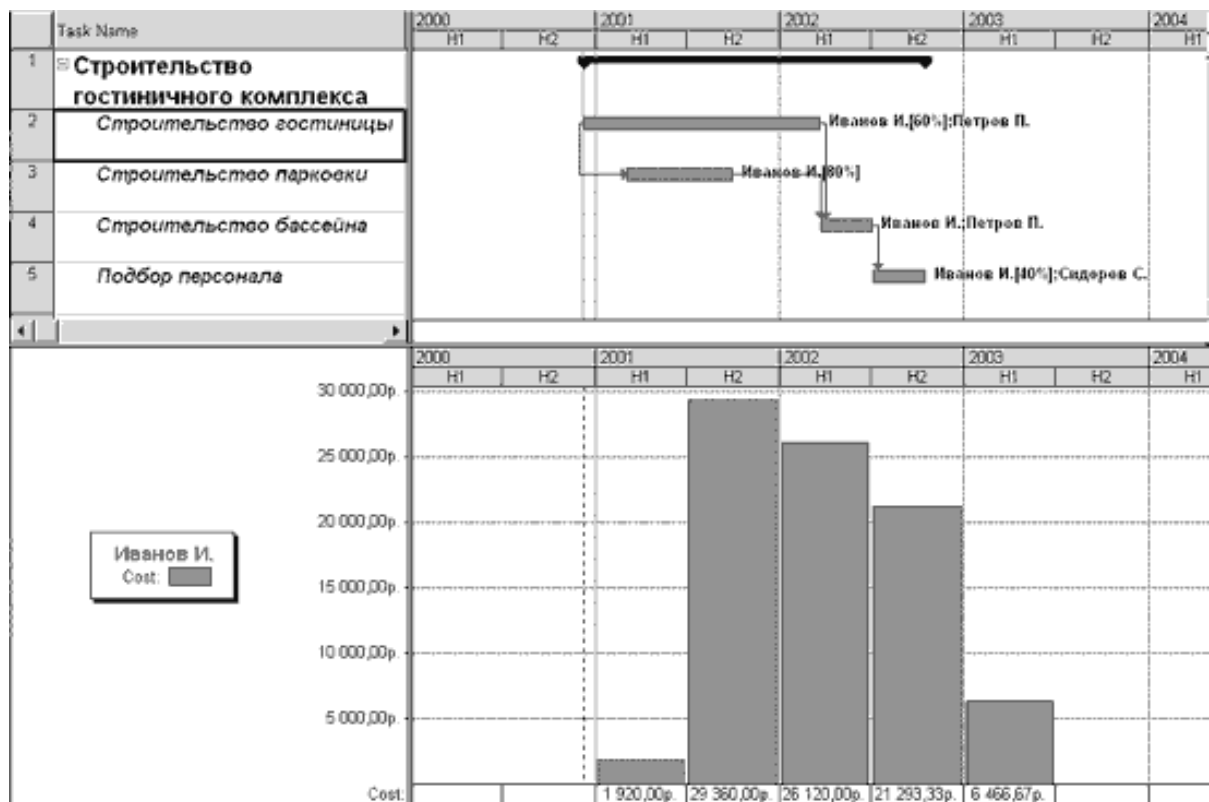 Task Name
2000 2001 2002 2003 2004
H1 H2 H1 H2 H1 H2 H1 H2 H1
1 Строительство
гостиничного комплекса
2 Строительство гостиницы Иванов И.[60%];Петров П.
3 Строительство парковки Иванов И.[80%]
4 Строительство бассейна Иванов И.;Петров П.
5 Подбор персонала Иванов И.[40%];Сидоров С.
2000 2001 2002 2003 2004
H1 H2 H1 H2 H1 H2 H1 H2 H1
30 000,00р.
25 000,00р.
20 000,00р.
Иванов И.
Cost:
15 000,00р.
10 000,00р.
5 000,00р.
Cost: 1 920,00р. 29 360,00р. 26 120,00р. 21 293,33р. 6 466,67р.